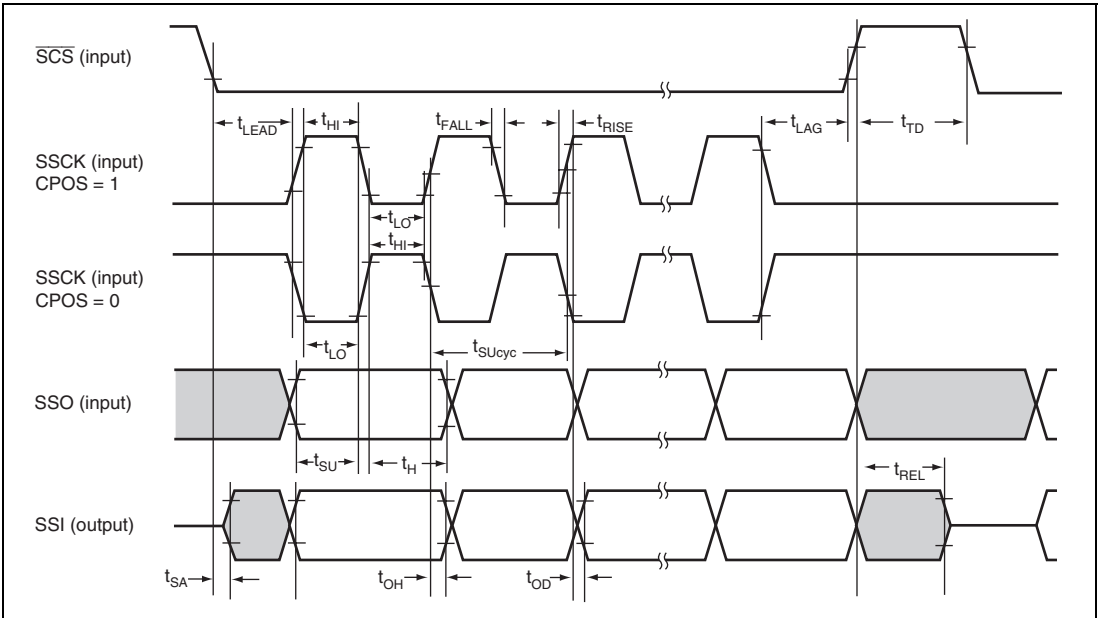 SCS (input)
tLEAD
tHI
tFALL
tRISE
tLAG
tTD
SSCK (input)
CPOS = 1
tLO
tHI
SSCK (input)
CPOS = 0
tLO
tSUcyc
SSO (input)
tSU
tH
tREL
SSI (output)
tSA
tOH
tOD